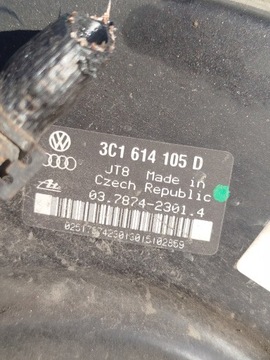 3C1 614 105 D
JT8 Made in
Czech Republic
03.7874-2301.4